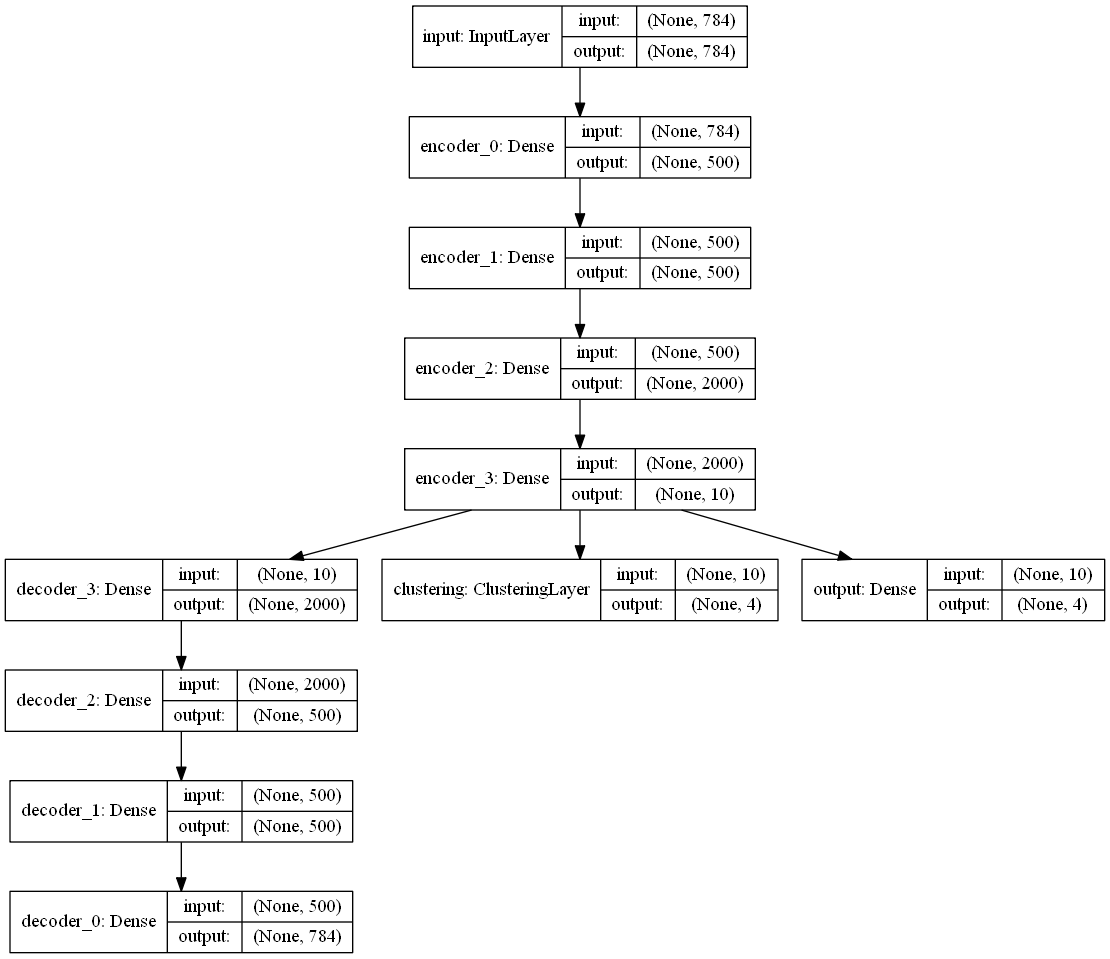 input: InputLayer
input: (None, 784)
output: (None, 784)
encoder_0: Dense
input: (None, 784)
output: (None, 500)
encoder_1: Dense
input: (None, 500)
output: (None, 500)
encoder_2: Dense
input: (None, 500)
output: (None, 2000)
encoder_3: Dense
input: (None, 2000)
output: (None, 10)
decoder_3: Dense
input: (None, 10)
output: (None, 2000)
clustering: ClusteringLayer
input: (None, 10)
output: (None, 4)
output: Dense
input: (None, 10)
output: (None, 4)
decoder_2: Dense
input: (None, 2000)
output: (None, 500)
decoder_1: Dense
input: (None, 500)
output: (None, 500)
decoder_0: Dense
input: (None, 500)
output: (None, 784)